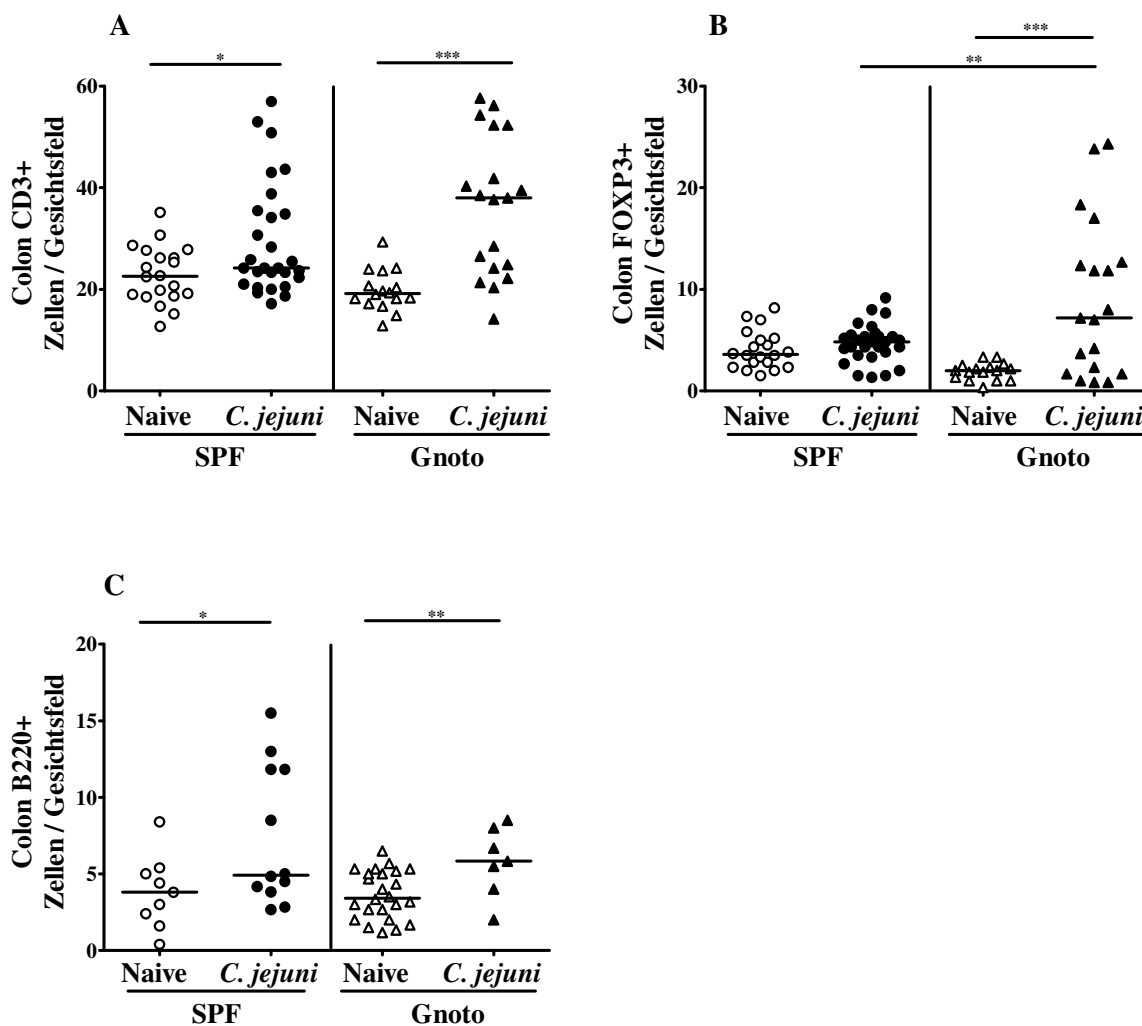 A
*
***
60
40
20
0
Colon CD3+
Zellen / Gesichtsfeld
Naive C. jejuni Naive C. jejuni
SPF Gnoto
B
***
**
30
20
10
0
Colon FOXP3+
Zellen / Gesichtsfeld
Naive C. jejuni Naive C. jejuni
SPF Gnoto
C
*
**
20
15
10
5
0
Colon B220+
Zellen / Gesichtsfeld
Naive C. jejuni Naive C. jejuni
SPF Gnoto